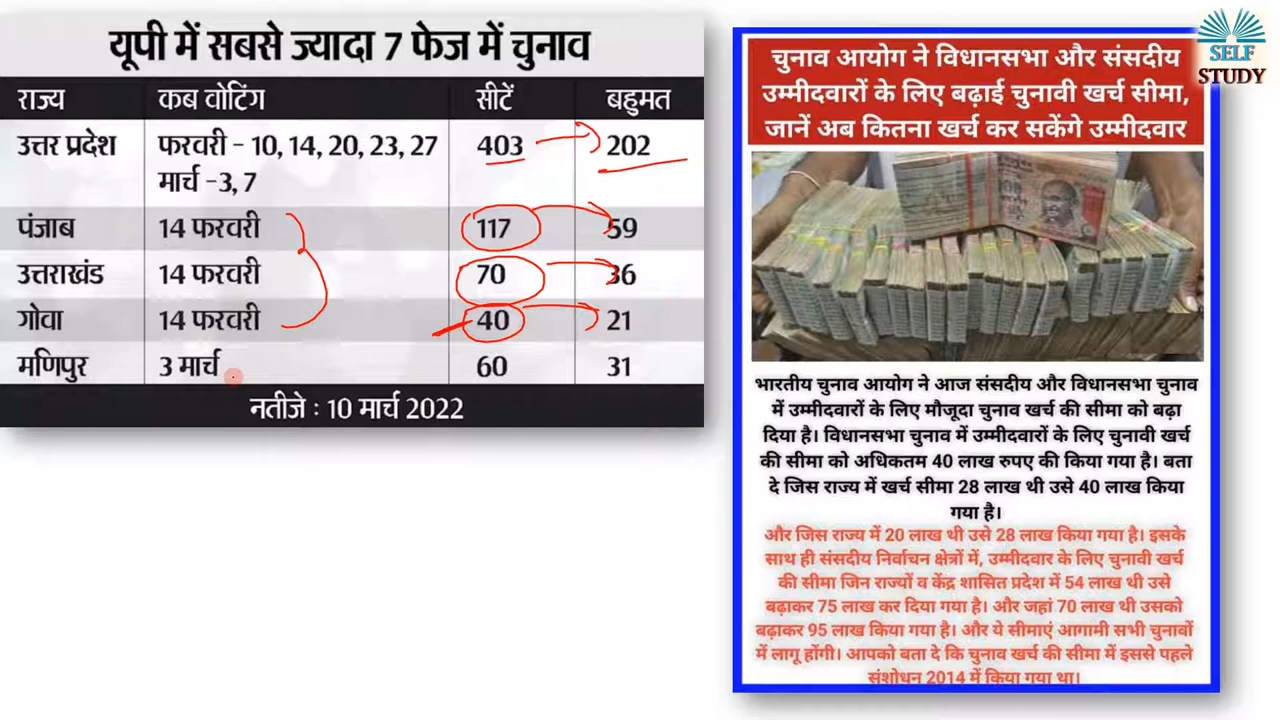 यूपी में सबसे ज्यादा 7 फेज में चुनाव
राज्य कब वोटिंग सीटें बहुमत
उत्तर प्रदेश फरवरी - 10, 14, 20, 23, 27 403 202
मार्च -3, 7
पंजाब 14 फरवरी 117 59
उत्तराखंड 14 फरवरी 70 36
गोवा 14 फरवरी 40 21
मणिपुर 3 मार्च 60 31
नतीजे : 10 मार्च 2022
SELF
STUDY
चुनाव आयोग ने विधानसभा और संसदीय
उम्मीदवारों के लिए बढ़ाई चुनावी खर्च सीमा,
जानें अब कितना खर्च कर सकेंगे उम्मीदवार
भारतीय चुनाव आयोग ने आज संसदीय और विधानसभा चुनाव
में उम्मीदवारों के लिए मौजूदा चुनाव खर्च की सीमा को बढ़ा
दिया है। विधानसभा चुनाव में उम्मीदवारों के लिए चुनावी खर्च
की सीमा को अधिकतम 40 लाख रुपए की किया गया है। बता
दे जिस राज्य में खर्च सीमा 28 लाख थी उसे 40 लाख किया
गया है।
और जिस राज्य में 20 लाख थी उसे 28 लाख किया गया है। इसके
साथ ही संसदीय निर्वाचन क्षेत्रों में, उम्मीदवार के लिए चुनावी खर्च
की सीमा जिन राज्यों व केंद्र शासित प्रदेश में 54 लाख थी उसे
बढ़ाकर 75 लाख कर दिया गया है। और जहां 70 लाख थी उसको
बढ़ाकर 95 लाख किया गया है। और ये सीमाएं आगामी सभी चुनावों
में लागू होंगी। आपको बता दे कि चुनाव खर्च की सीमा में इससे पहले
संशोधन 2014 में किया गया था।